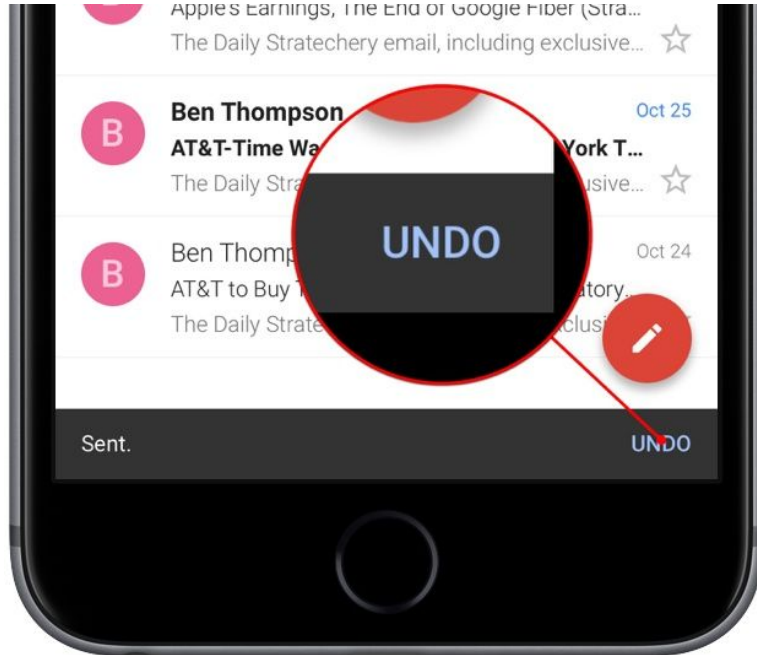 Apple's Earnings, The End of Google Fiber (Stra...
The Daily Stratechery email, including exclusive...
B
Ben Thompson
Oct 25
AT&T-Time Wa
York T...
The Daily Stra
usive...
B
Ben Thomp
Oct 24
AT&T to Buy T
atory...
The Daily Strate
clusi
UNDO
Sent.
UNDO